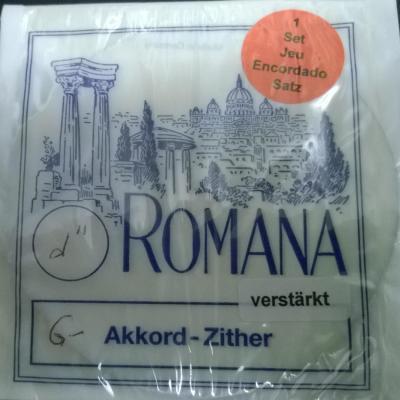 1
Set
Jeu
Encordado
Satz
d"
ROMANA
verstärkt
6-
Akkord - Zither